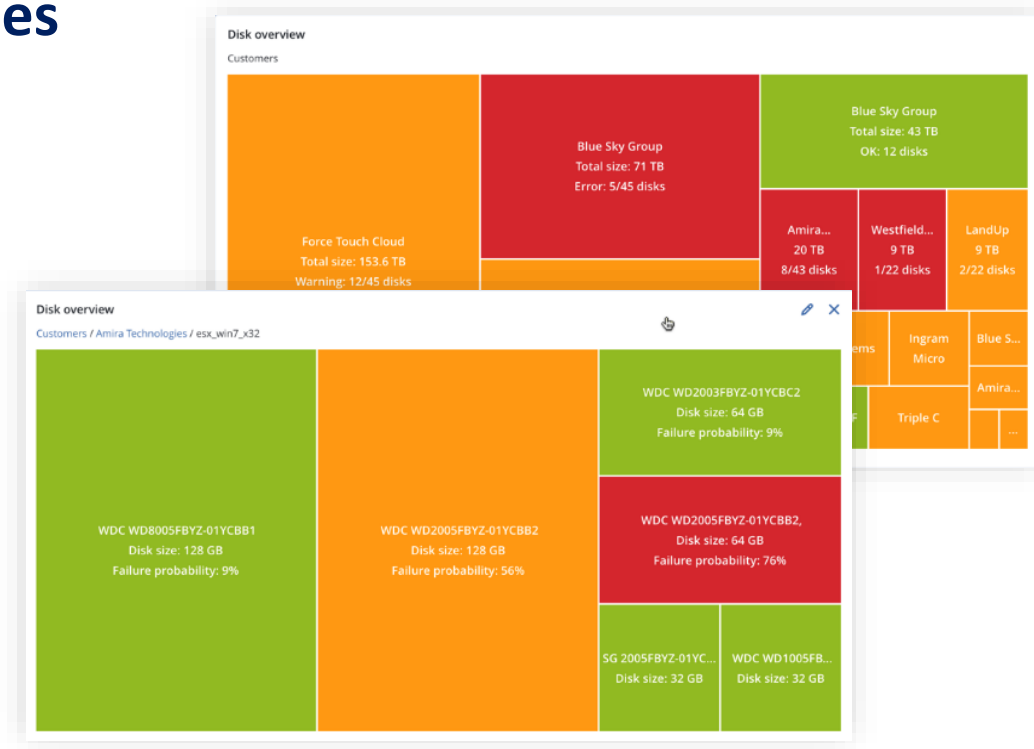 es
Disk overview
Customers
Force Touch Cloud
Total size: 153.6 TB
Warning: 12/45 disks
Blue Sky Group
Total size: 71 TB
Error: 5/45 disks
Blue Sky Group
Total size: 43 TB
OK: 12 disks
Amira...
20 TB
8/43 disks
Westfield...
9 TB
1/22 disks
LandUp
9 TB
2/22 disks
ems
Ingram
Micro
Blue S...
Amira...
F
Triple C
...
Disk overview
Customers / Amira Technologies / esx_win7_x32
WDC WD8005FBYZ-01YCBB1
Disk size: 128 GB
Failure probability: 9%
WDC WD2005FBYZ-01YCBB2
Disk size: 128 GB
Failure probability: 56%
WDC WD2003FBYZ-01YCBC2
Disk size: 64 GB
Failure probability: 9%
WDC WD2005FBYZ-01YCBB2,
Disk size: 64 GB
Failure probability: 76%
SG 2005FBYZ-01YC...
Disk size: 32 GB
WDC WD1005FB...
Disk size: 32 GB